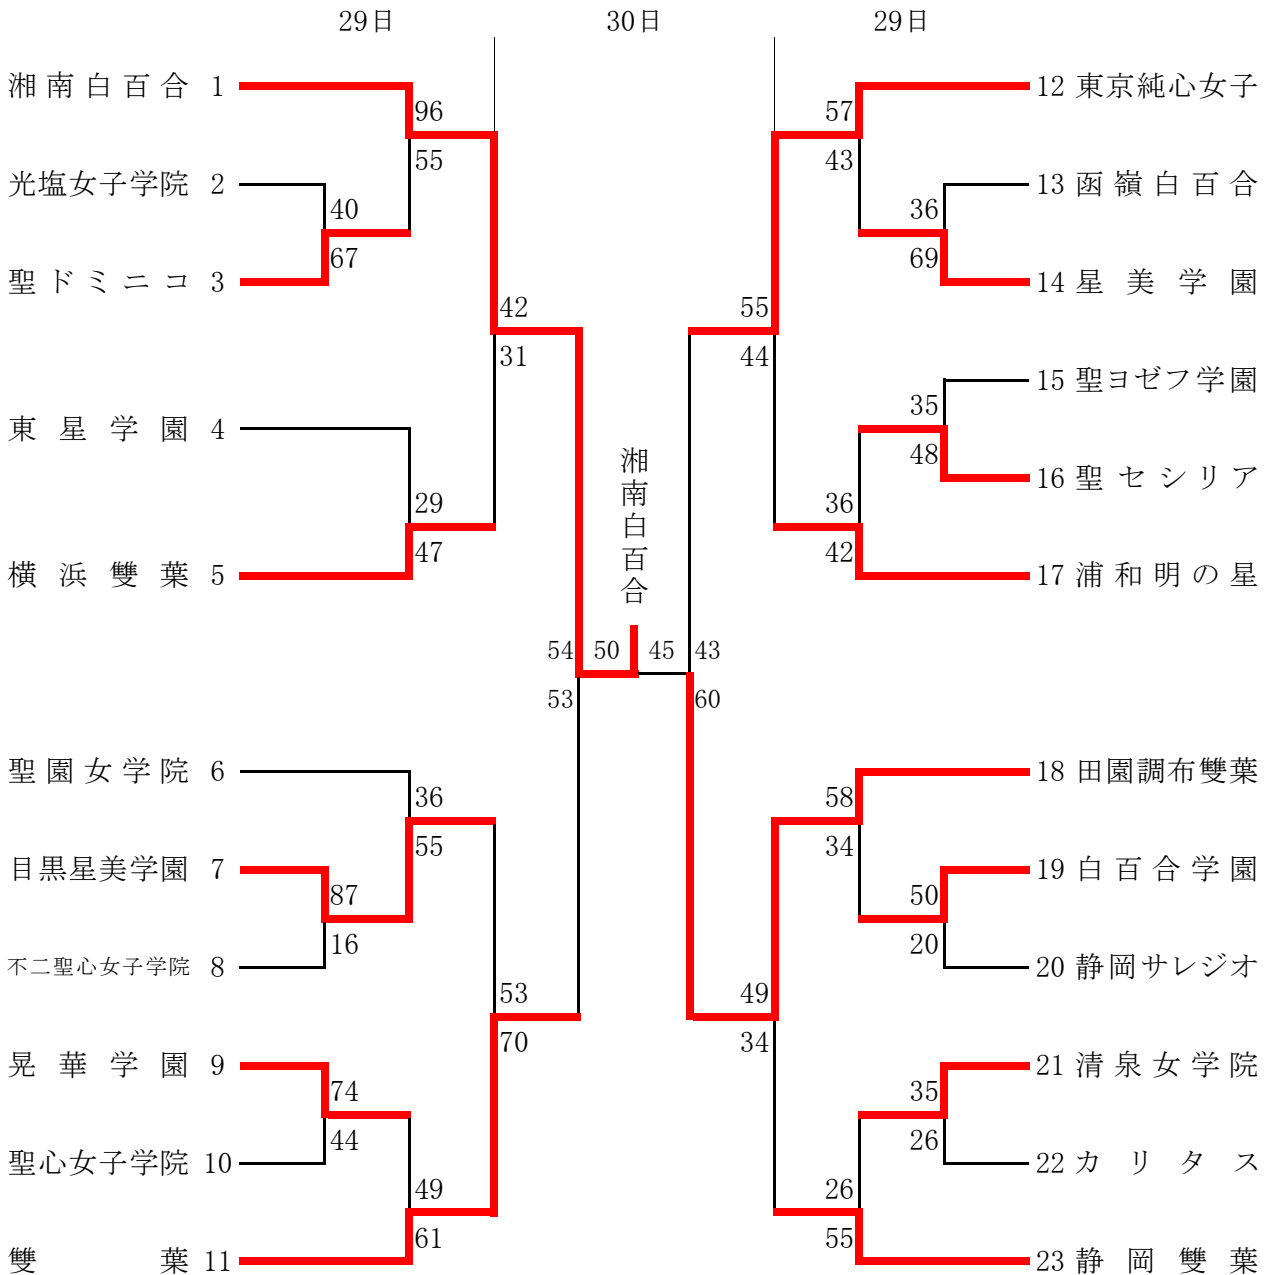 29日 30日 29日
湘南白百合 1
96
55
光塩女子学院 2
40
67
聖ドミニコ 3
42
31
東星学園 4
29
47
横浜雙葉 5
54
53
聖園女学院 6
36
55
目黒星美学園 7
87
16
不二聖心女子学院 8
53
70
晃華学園 9
74
44
聖心女子学院 10
49
61
雙葉 11
湘南白百合
50 45
12 東京純心女子
57
43
13 函嶺白百合
36
69
14 星美学園
55
44
15 聖ヨゼフ学園
35
48
16 聖セシリア
36
42
17 浦和明の星
43
60
18 田園調布雙葉
58
34
19 白百合学園
50
20
20 静岡サレジオ
49
34
21 清泉女学院
35
26
22 カリタス
26
55
23 静岡雙葉